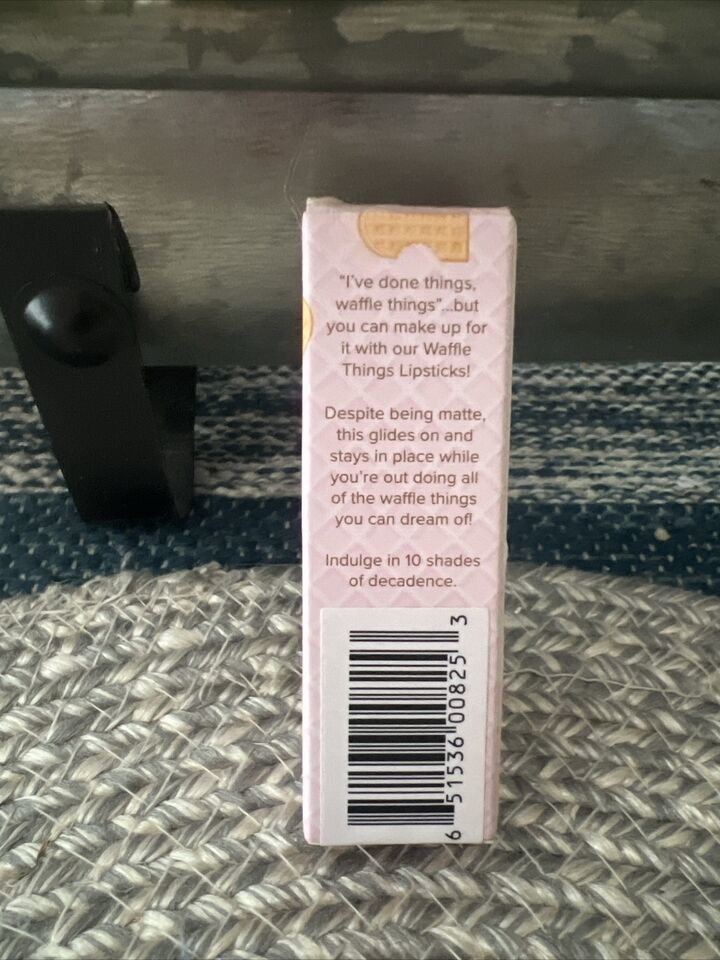 "I've done things,
waffle things"...but
you can make up for
it with our Waffle
Things Lipsticks!
Despite being matte,
this glides on and
stays in place while
you're out doing all
of the waffle things
you can dream of!
Indulge in 10 shades
of decadence.
6 51536 00825 3